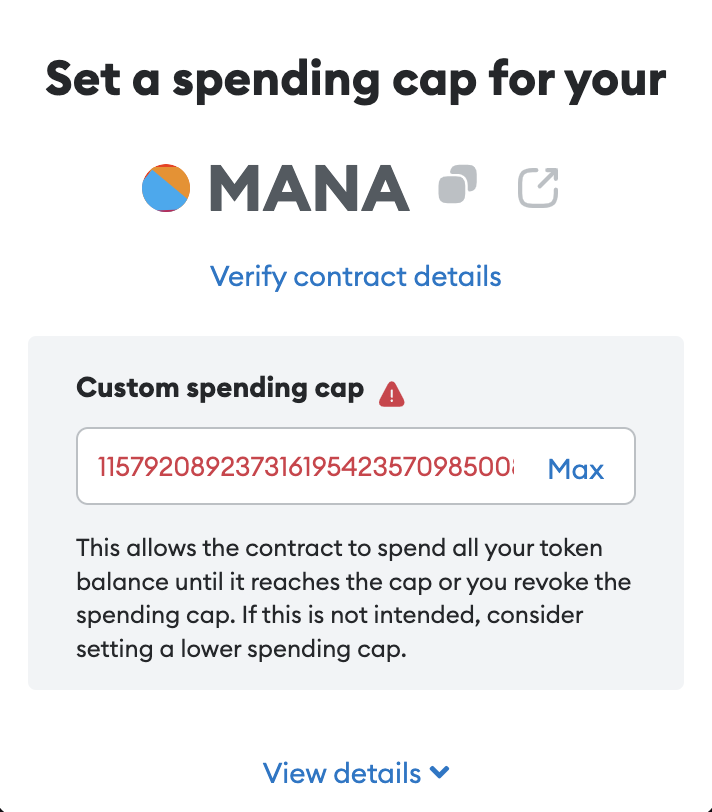 Set a spending cap for your
MANA
Verify contract details
Custom spending cap
115792089237316195423570985008
Max
This allows the contract to spend all your token
balance until it reaches the cap or you revoke the
spending cap. If this is not intended, consider
setting a lower spending cap.
View details